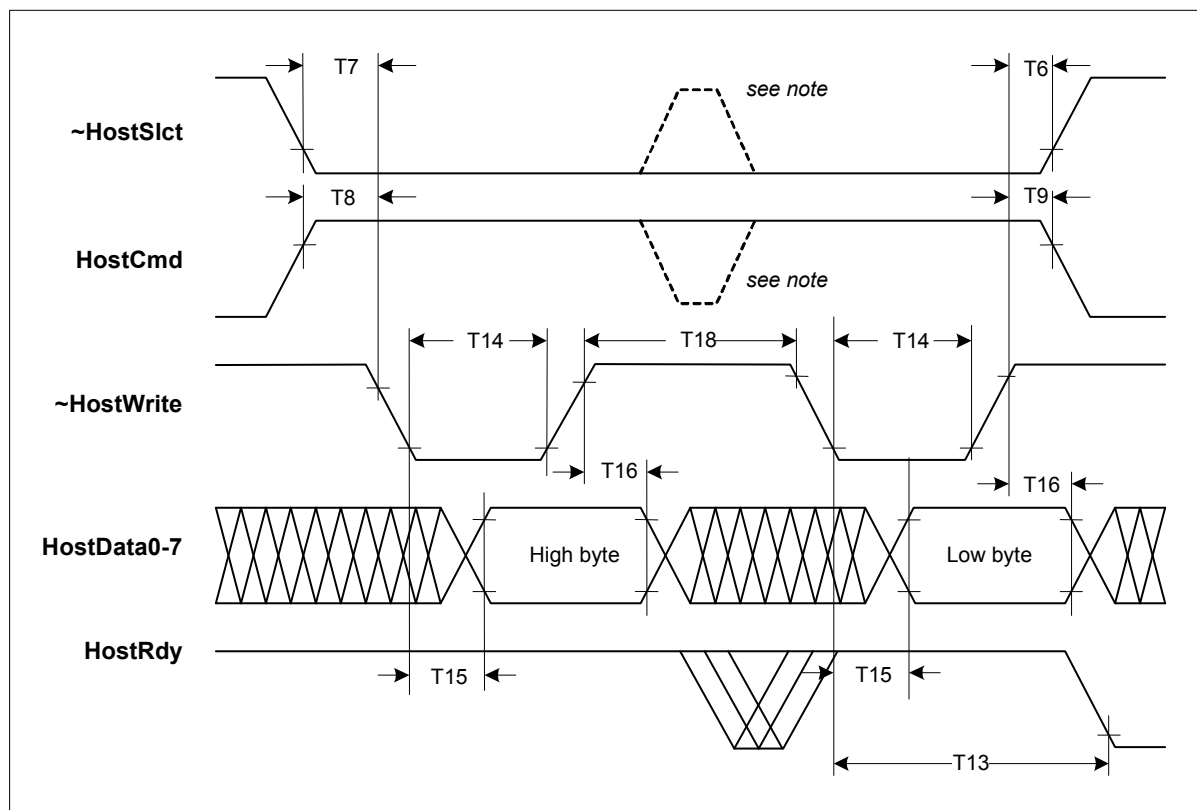 T7
T6
see note
~HostSlct
T8
T9
HostCmd
see note
T14
T18
T14
~HostWrite
T16
T16
HostData0-7
High byte
Low byte
HostRdy
T15
T15
T13